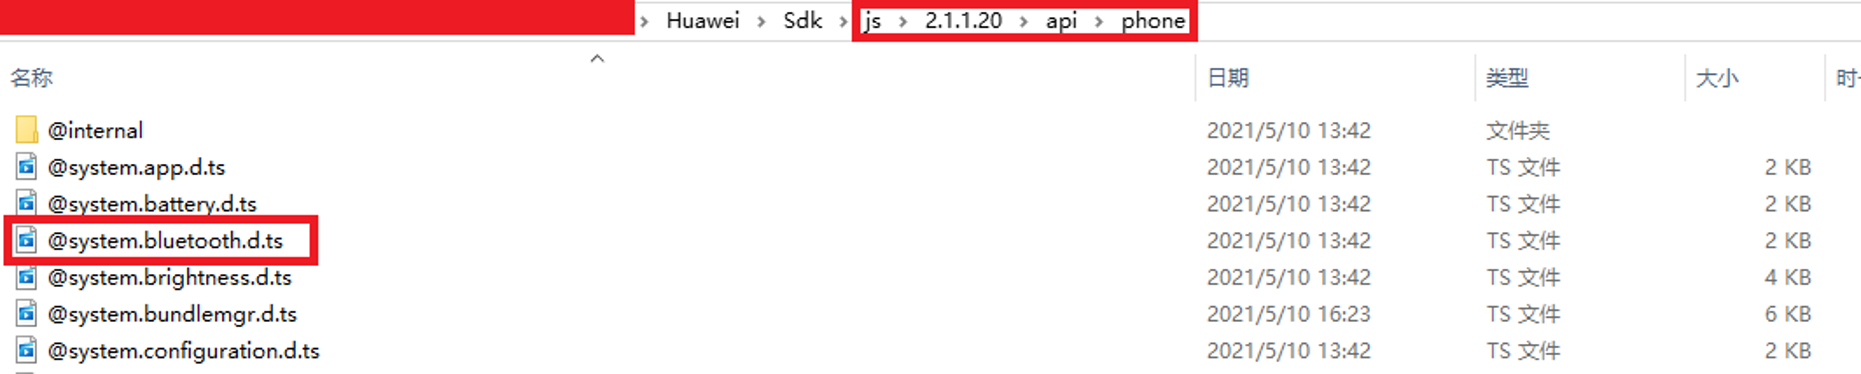 › Huawei › Sdk › js › 2.1.1.20 › api › phone
名称 日期 类型 大小
@internal 2021/5/10 13:42 文件夹
@system.app.d.ts 2021/5/10 13:42 TS 文件 2 KB
@system.battery.d.ts 2021/5/10 13:42 TS 文件 2 KB
@system.bluetooth.d.ts 2021/5/10 13:42 TS 文件 2 KB
@system.brightness.d.ts 2021/5/10 13:42 TS 文件 4 KB
@system.bundlemgr.d.ts 2021/5/10 16:23 TS 文件 6 KB
@system.configuration.d.ts 2021/5/10 13:42 TS 文件 2 KB